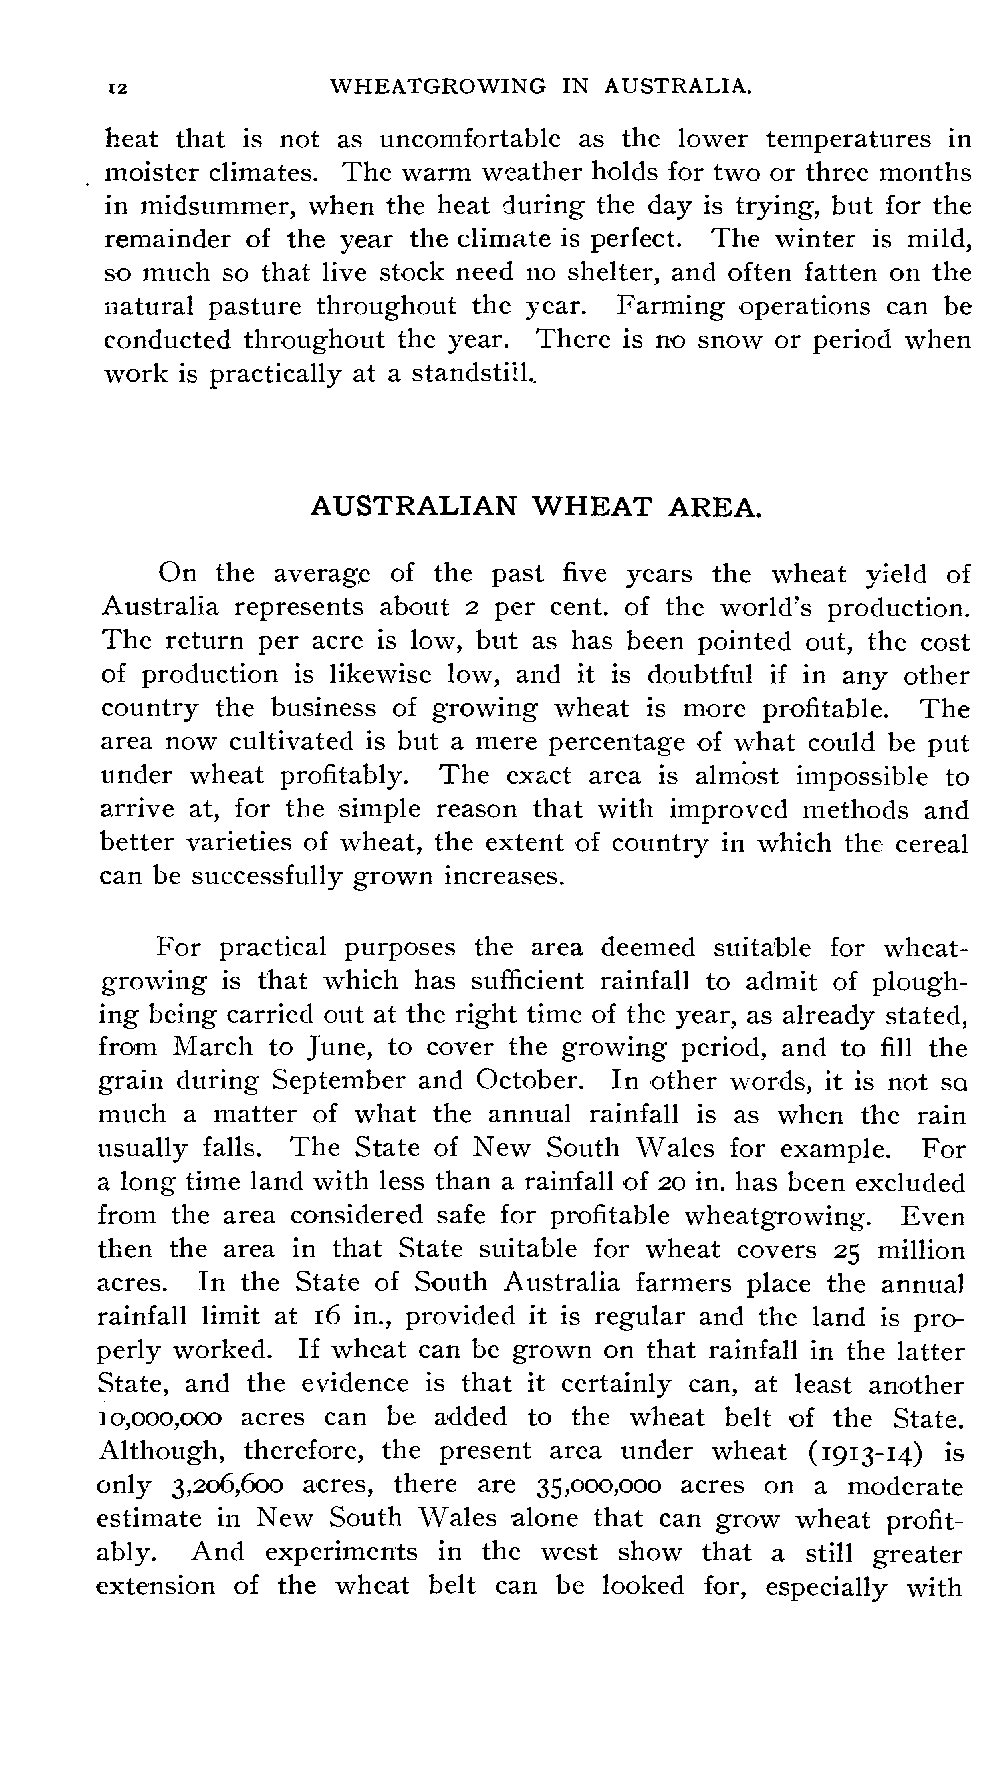 12 WHEATGROWING IN AUSTRALIA.
heat that is not as uncomfortable as the lower temperatures in
moister climates. The warm weather holds for two or three months
in midsummer, when the heat during the day is trying, but for the
remainder of the year the climate is perfect. The winter is mild,
so much so that live stock need no shelter, and often fatten on the
natural pasture throughout the year. Farming operations can be
conducted throughout the year. There is no snow or period when
work is practically at a standstill.
AUSTRALIAN WHEAT AREA.
On the average of the past five years the wheat yield of
Australia represents about 2 per cent. of the world's production.
The return per acre is low, but as has been pointed out, the cost
of production is likewise low, and it is doubtful if in any other
country the business of growing wheat is more profitable. The
area now cultivated is but a mere percentage of what could be put
under wheat profitably. The exact area is almost impossible to
arrive at, for the simple reason that with improved methods and
better varieties of wheat, the extent of country in which the cereal
can be successfully grown increases.
For practical purposes the area deemed suitable for wheat-
growing is that which has sufficient rainfall to admit of plough-
ing being carried out at the right time of the year, as already stated,
from March to June, to cover the growing period, and to fill the
grain during September and October. In other words, it is not so
much a matter of what the annual rainfall is as when the rain
usually falls. The State of New South Wales for example. For
a long time land with less than a rainfall of 20 in. has been excluded
from the area considered safe for profitable wheatgrowing. Even
then the area in that State suitable for wheat covers 25 million
acres. In the State of South Australia farmers place the annual
rainfall limit at 16 in., provided it is regular and the land is pro-
perly worked. If wheat can be grown on that rainfall in the latter
State, and the evidence is that it certainly can, at least another
10,000,000 acres can be added to the wheat belt of the State.
Although, therefore, the present area under wheat (1913-14) is
only 3,206,600 acres, there are 35,000,000 acres on a moderate
estimate in New South Wales alone that can grow wheat profit-
ably. And experiments in the west show that a still greater
extension of the wheat belt can be looked for, especially with